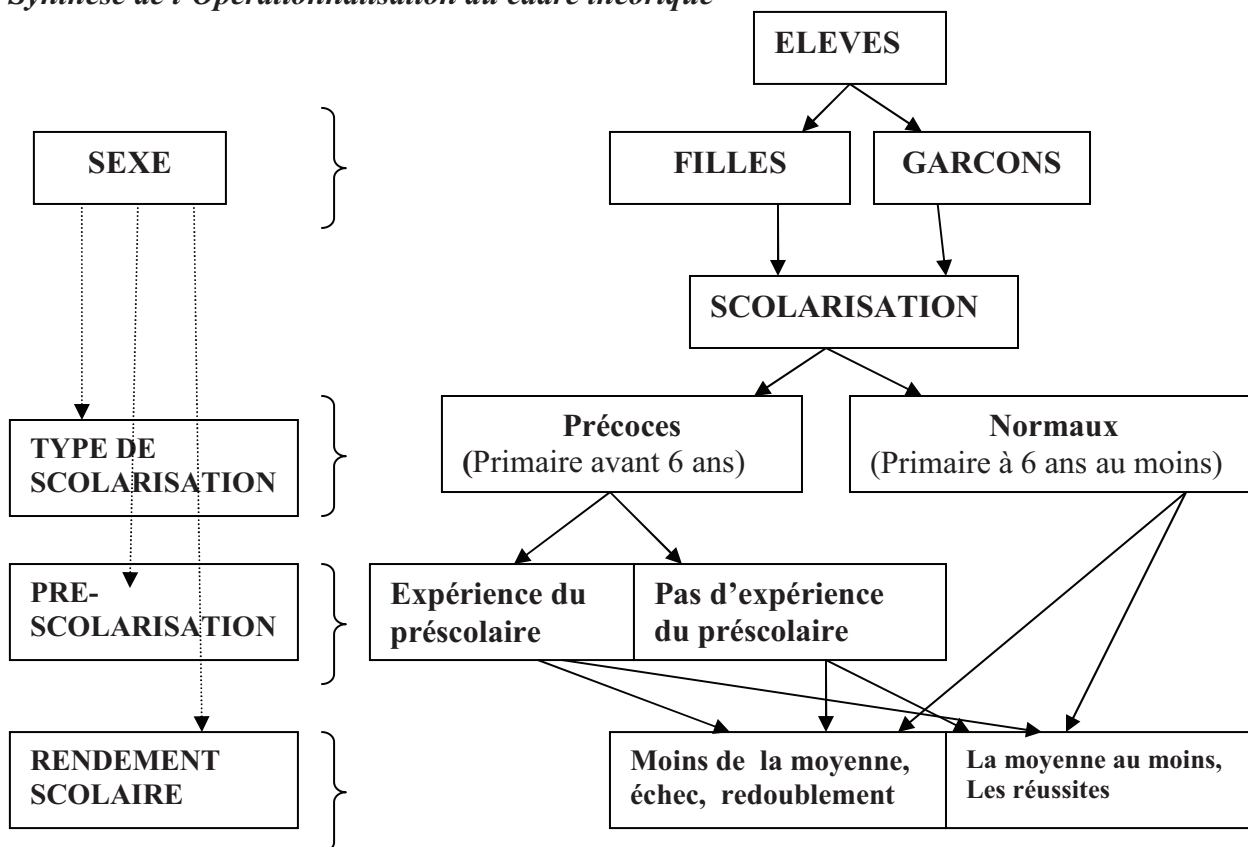 Synthèse de l'Opérationnalisation du cadre théorique
ELEVES
SEXE
FILLES
GARCONS
SCOLARISATION
TYPE DE
SCOLARISATION
Précoces
(Primaire avant 6 ans)
Normaux
(Primaire à 6 ans au moins)
PRE-
SCOLARISATION
Expérience du
préscolaire
Pas d'expérience
du préscolaire
RENDEMENT
SCOLAIRE
Moins de la moyenne,
échec, redoublement
La moyenne au moins,
Les réussites